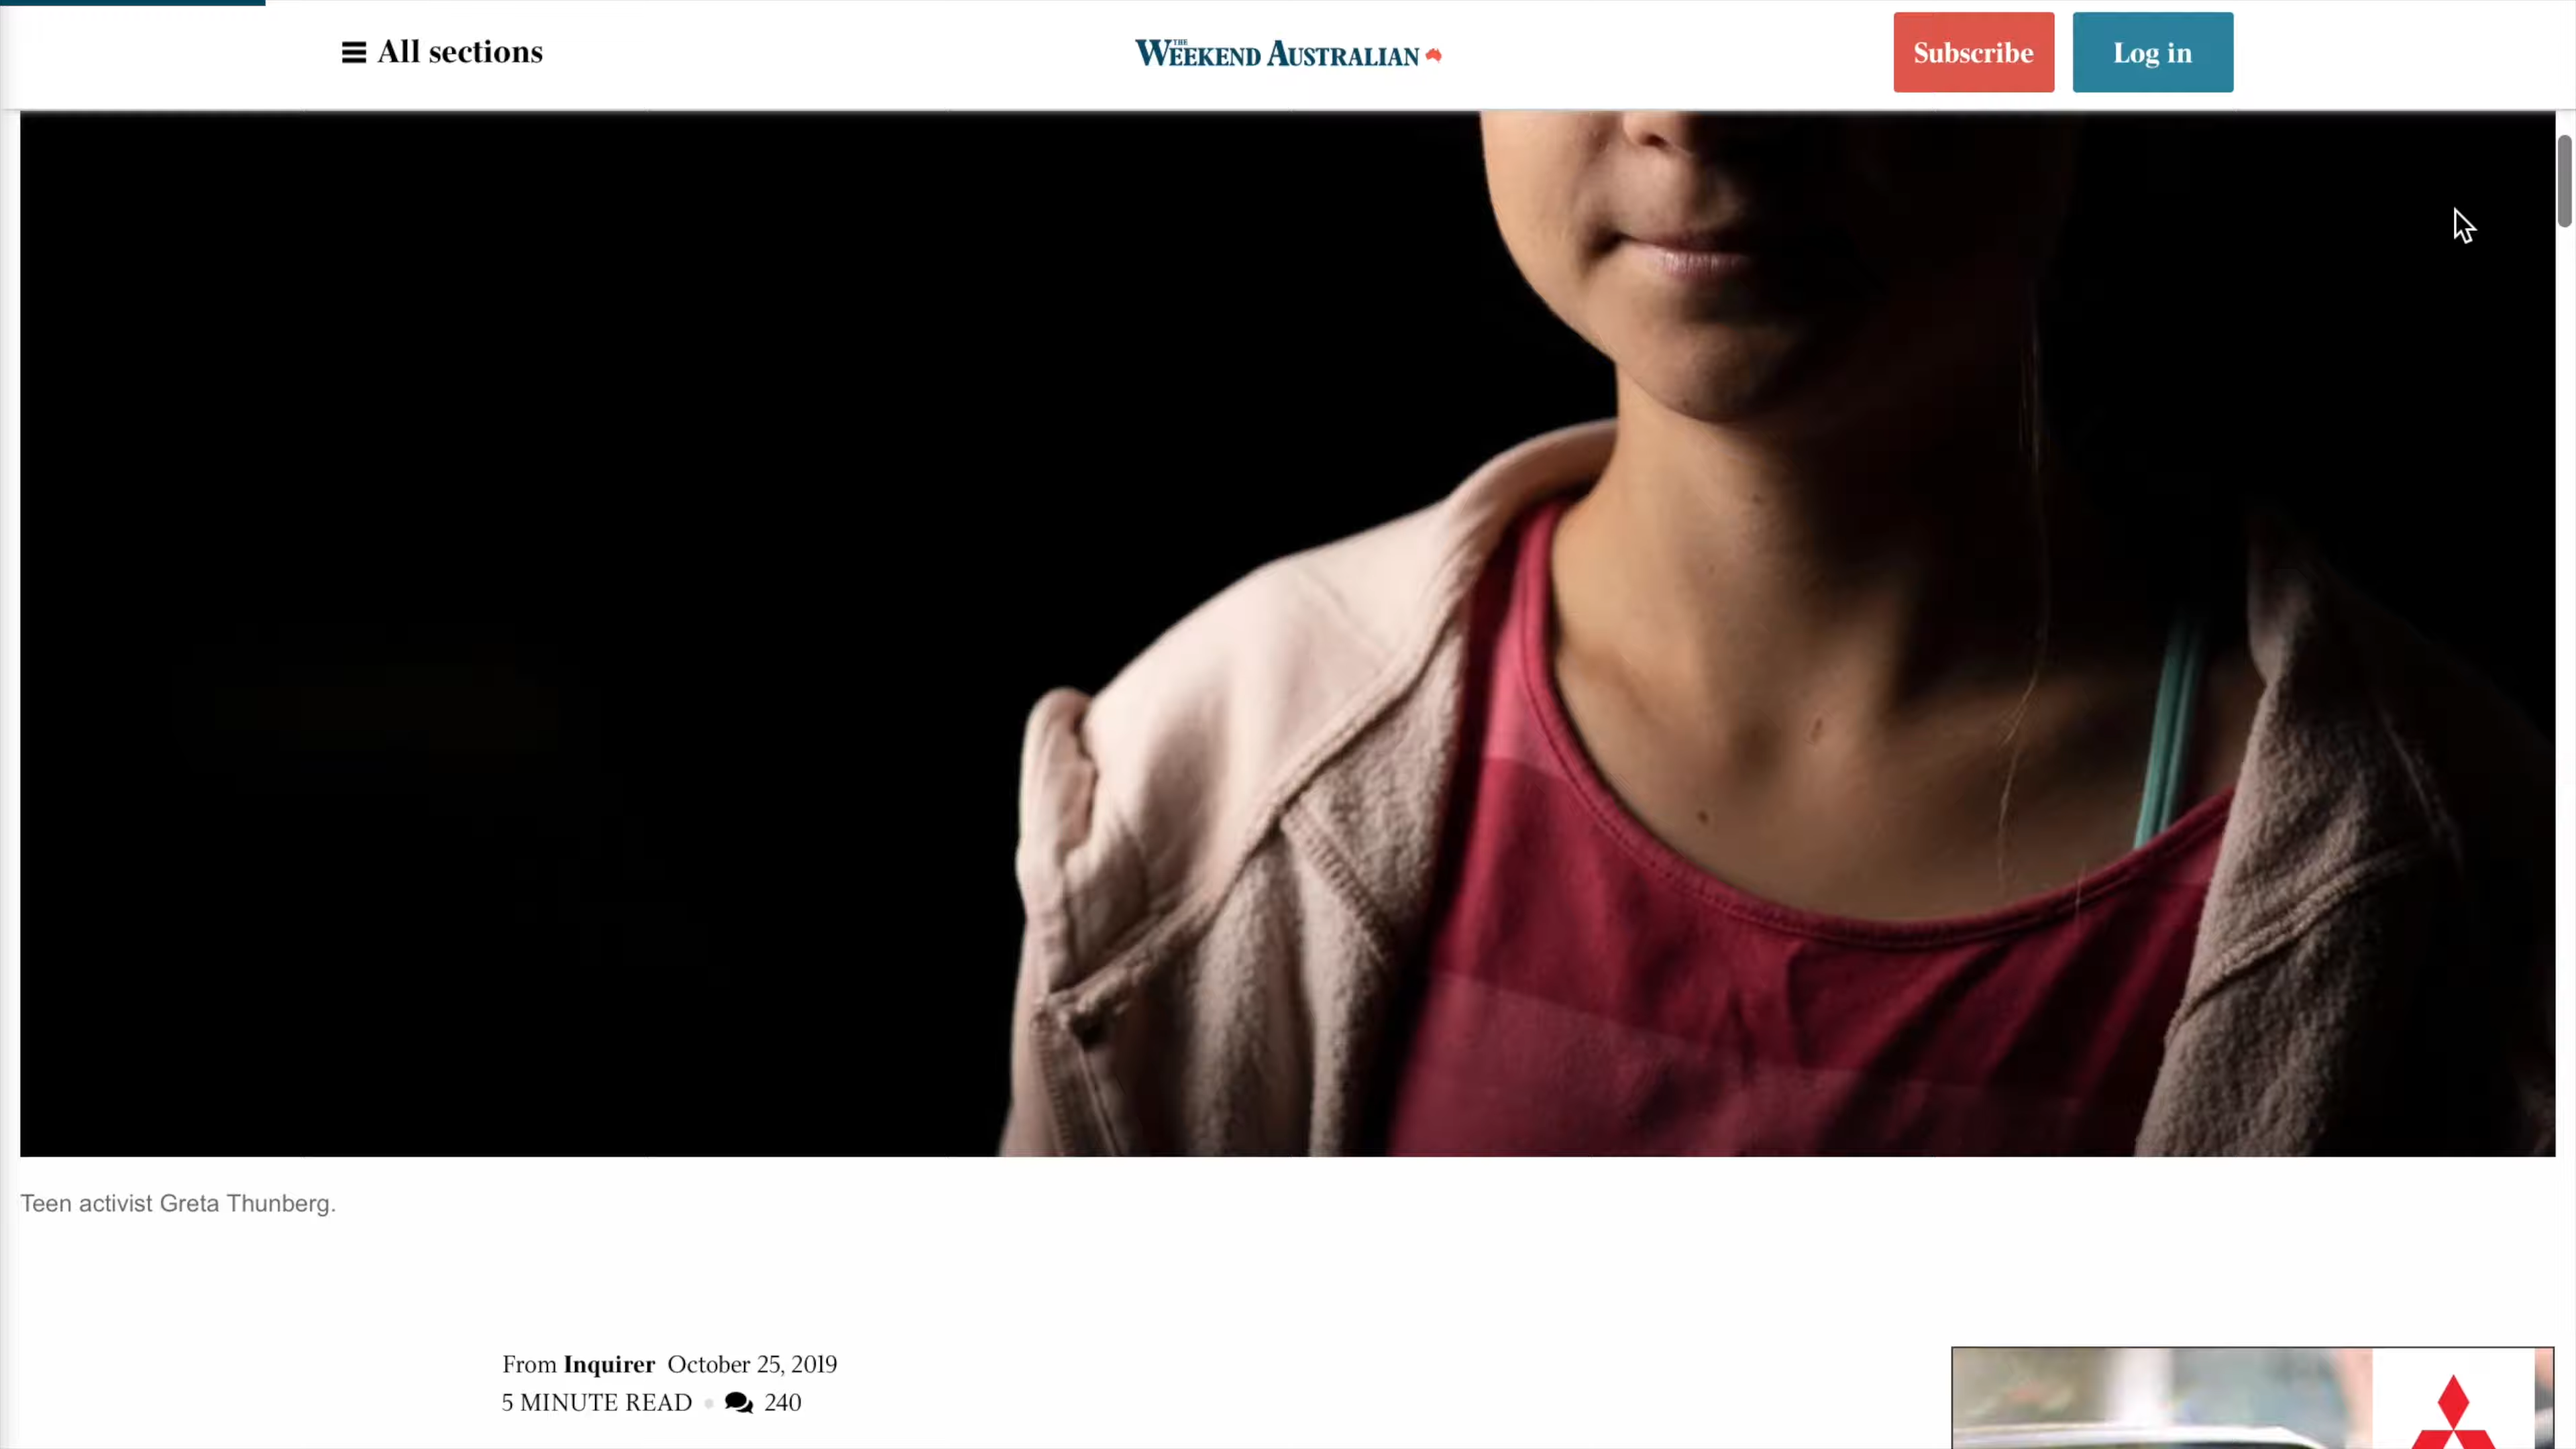 All sections
THE WEEKEND AUSTRALIAN
Subscribe
Log in
Teen activist Greta Thunberg.
From Inquirer October 25, 2019
5 MINUTE READ • 240